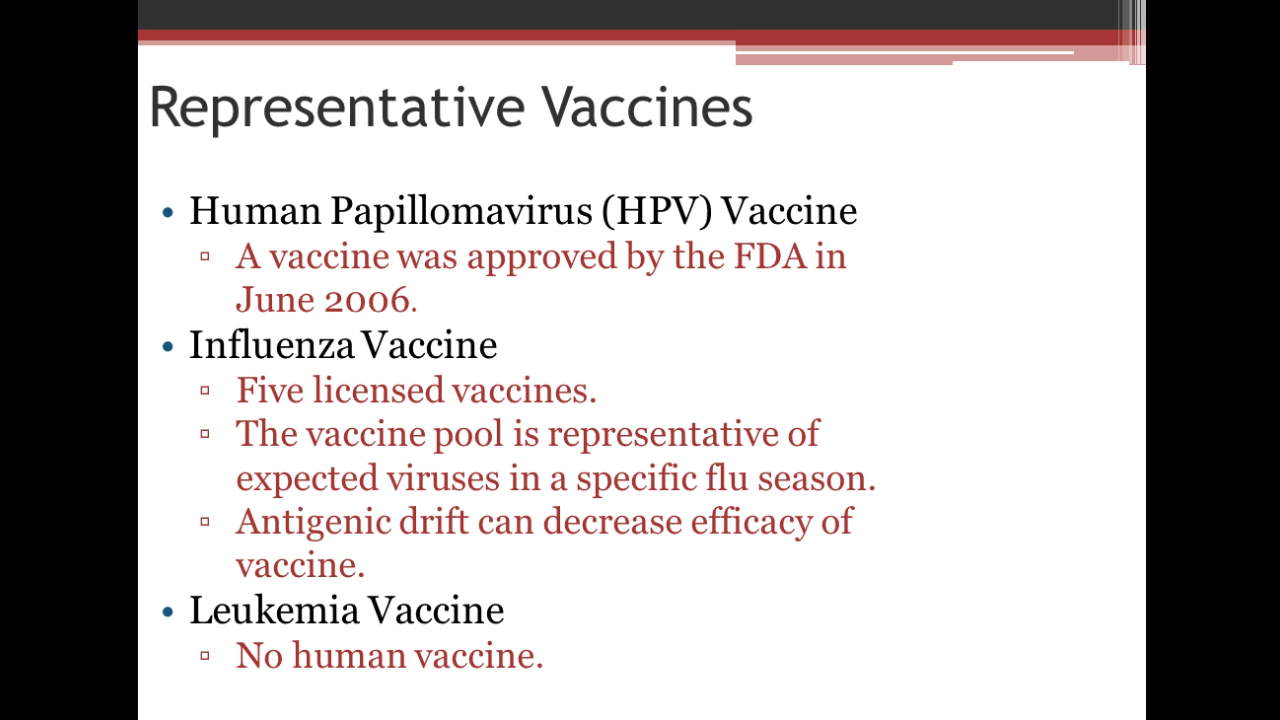 Representative Vaccines
• Human Papillomavirus (HPV) Vaccine
▫ A vaccine was approved by the FDA in
June 2006.
• Influenza Vaccine
▫ Five licensed vaccines.
▫ The vaccine pool is representative of
expected viruses in a specific flu season.
▫ Antigenic drift can decrease efficacy of
vaccine.
• Leukemia Vaccine
▫ No human vaccine.